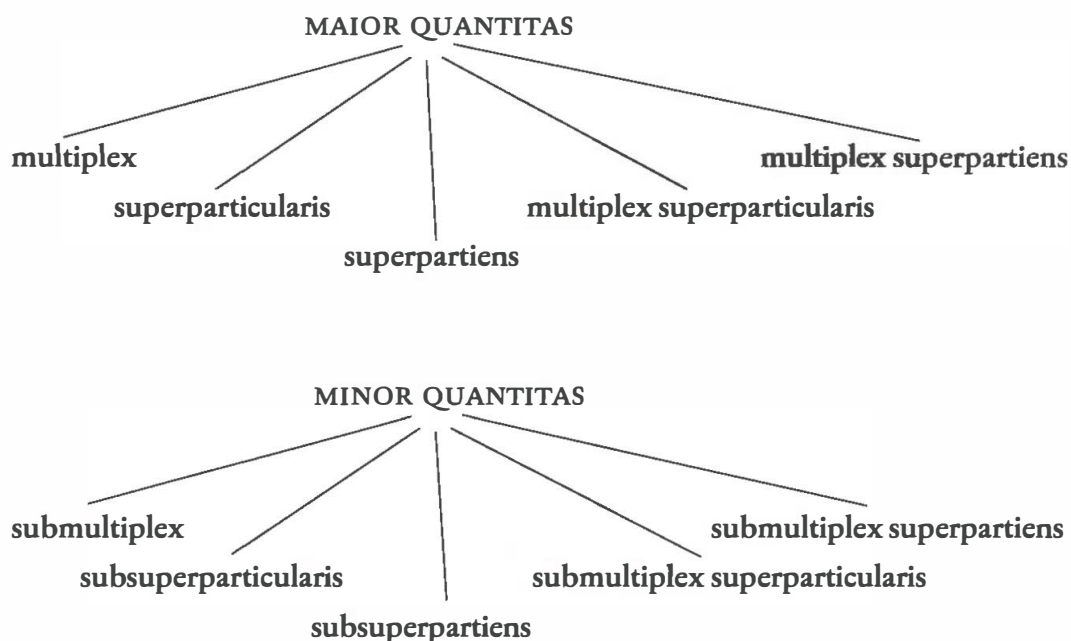 MAIOR QUANTITAS
multiplex
multiplex superpartiens
superparticularis
multiplex superparticularis
superpartiens
MINOR QUANTITAS
submultiplex
submultiplex superpartiens
subsuperparticularis
submultiplex superparticularis
subsuperpartiens